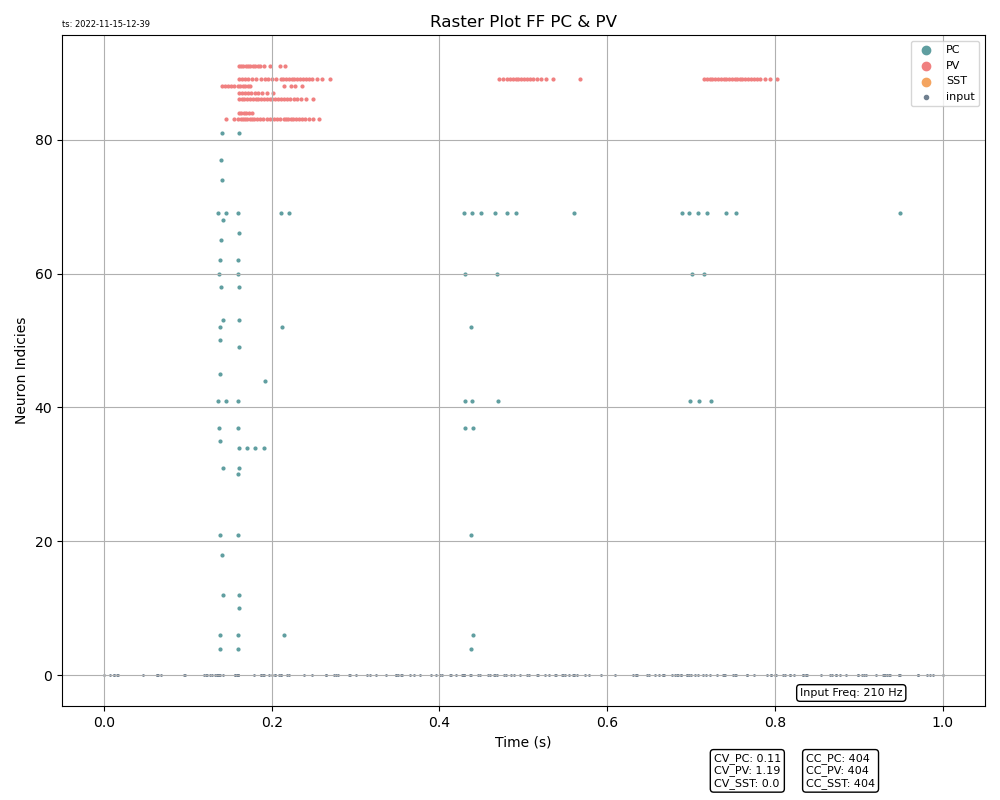 ts: 2022-11-15-12-39
Raster Plot FF PC & PV
PC
PV
SST
input
Neuron Indicies
80
60
40
20
0
Input Freq: 210 Hz
0.0 0.2 0.4 0.6 0.8 1.0
Time (s)
CV_PC: 0.11
CV_PV: 1.19
CV_SST: 0.0
CC_PC: 404
CC_PV: 404
CC_SST: 404